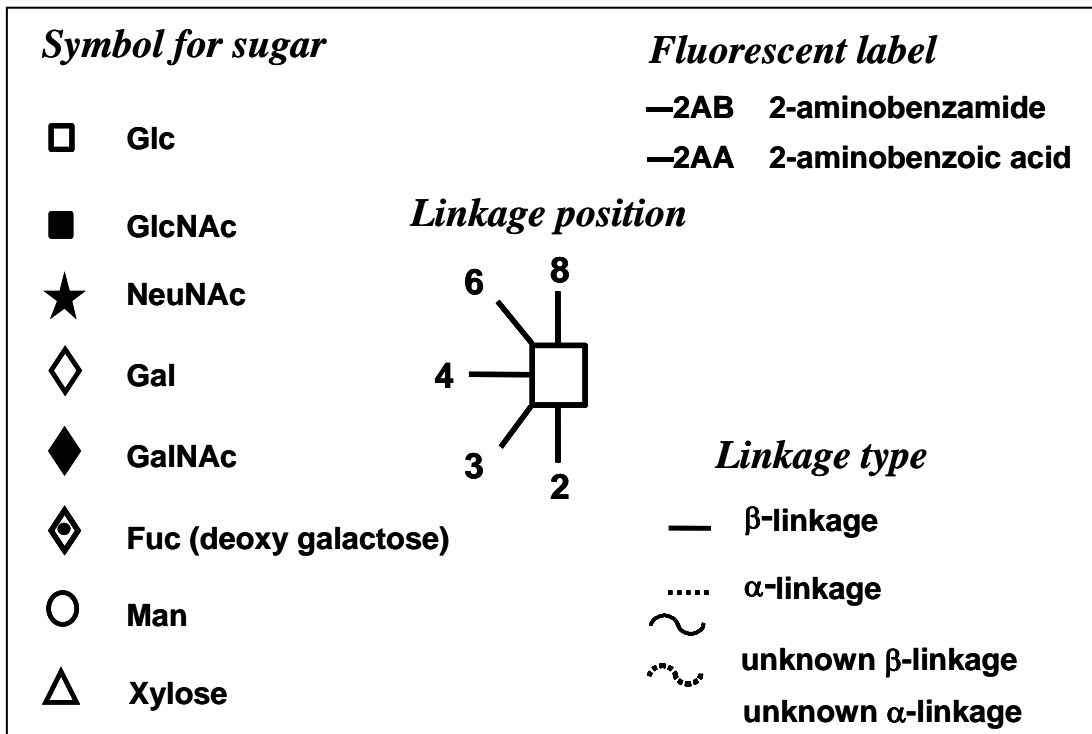 Symbol for sugar
Glc
GlcNAc
NeuNAc
Gal
GalNAc
Fuc (deoxy galactose)
Man
Xylose
Fluorescent label
—2AB 2-aminobenzamide
—2AA 2-aminobenzoic acid
Linkage position
6
8
4
3
2
Linkage type
β-linkage
α-linkage
unknown β-linkage
unknown α-linkage